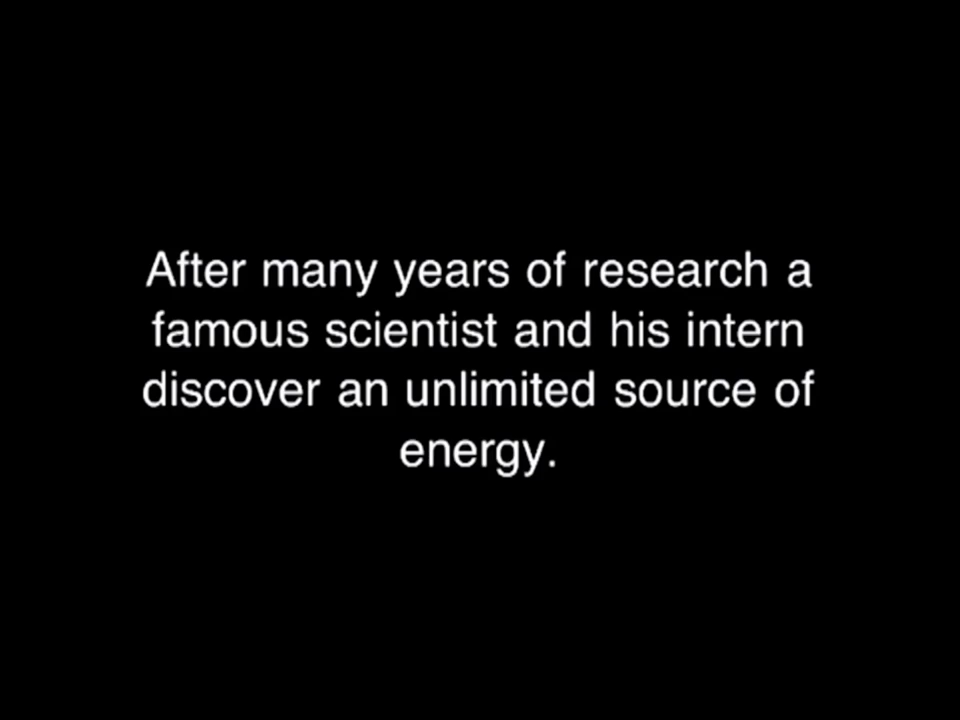 After many years of research a
famous scientist and his intern
discover an unlimited source of
energy.